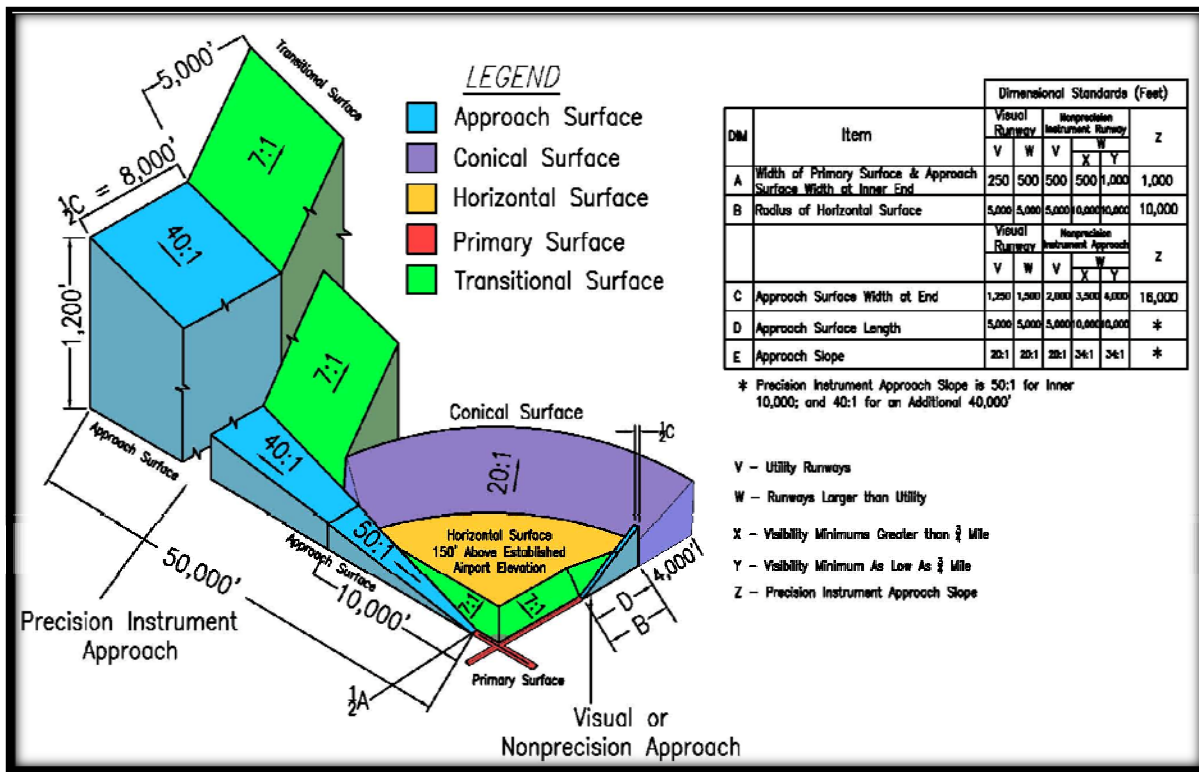 5,000'
Transitional Surface
7:1
½C = 8,000'
40:1
1,200'
Approach Surface
LEGEND
Approach Surface
Conical Surface
Horizontal Surface
Primary Surface
Transitional Surface
7:1
40:1
50:1
Approach Surface
50,000'
10,000'
Precision Instrument
Approach
½A
Conical Surface
20:1
½C
Horizontal Surface
150' Above Established
Airport Elevation
7:1
7:1
4,000'
D
B
Primary Surface
Visual or
Nonprecision Approach
Dimensional Standards (Feet)
DIM Item Visual Runway Nonprecision Instrument Runway Z
V W V W
X Y
A Width of Primary Surface & Approach Surface Width at Inner End 250 500 500 500 1,000 1,000
B Radius of Horizontal Surface 5,000 5,000 5,000 10,000 10,000 10,000
Visual Runway Nonprecision Instrument Approach Z
V W V W
X Y
C Approach Surface Width at End 1,250 1,500 2,000 3,500 4,000 16,000
D Approach Surface Length 5,000 5,000 5,000 10,000 10,000 *
E Approach Slope 20:1 20:1 20:1 34:1 34:1 *
* Precision Instrument Approach Slope is 50:1 for Inner
10,000; and 40:1 for an Additional 40,000'
V - Utility Runways
W - Runways Larger than Utility
X - Visibility Minimums Greater than ¾ Mile
Y - Visibility Minimum As Low As ¾ Mile
Z - Precision Instrument Approach Slope